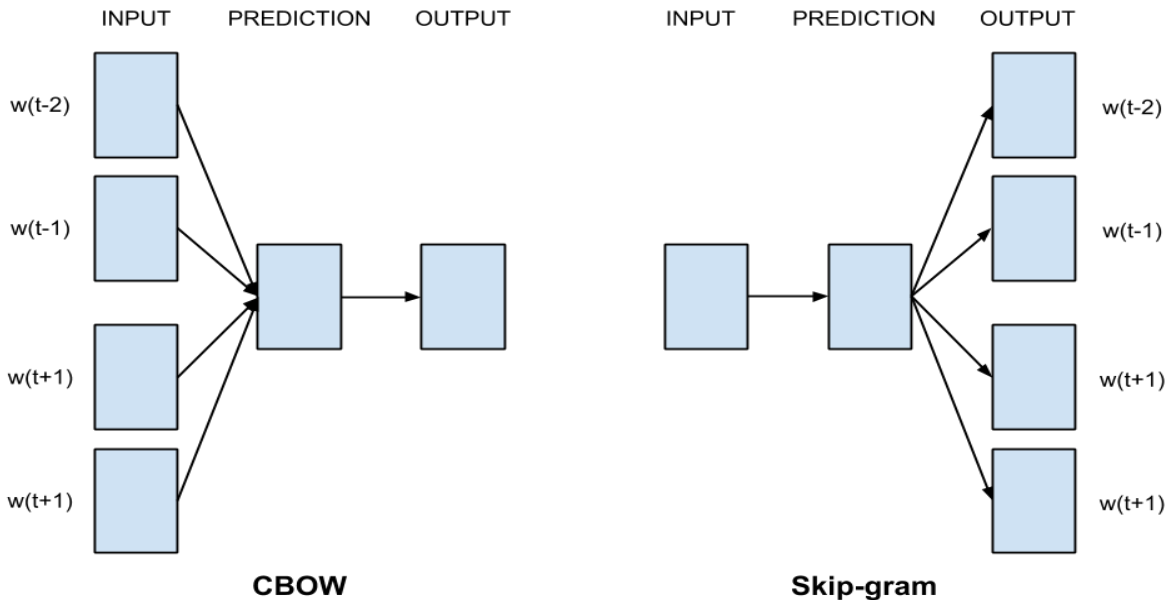 INPUT PREDICTION OUTPUT
w(t-2)
w(t-1)
w(t+1)
w(t+1)
CBOW
INPUT PREDICTION OUTPUT
w(t-2)
w(t-1)
w(t+1)
w(t+1)
Skip-gram